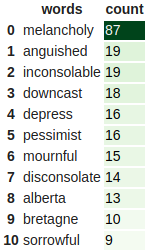 words count
0 melancholy 87
1 anguished 19
2 inconsolable 19
3 downcast 18
4 depress 16
5 pessimist 16
6 mournful 15
7 disconsolate 14
8 alberta 13
9 bretagne 10
10 sorrowful 9